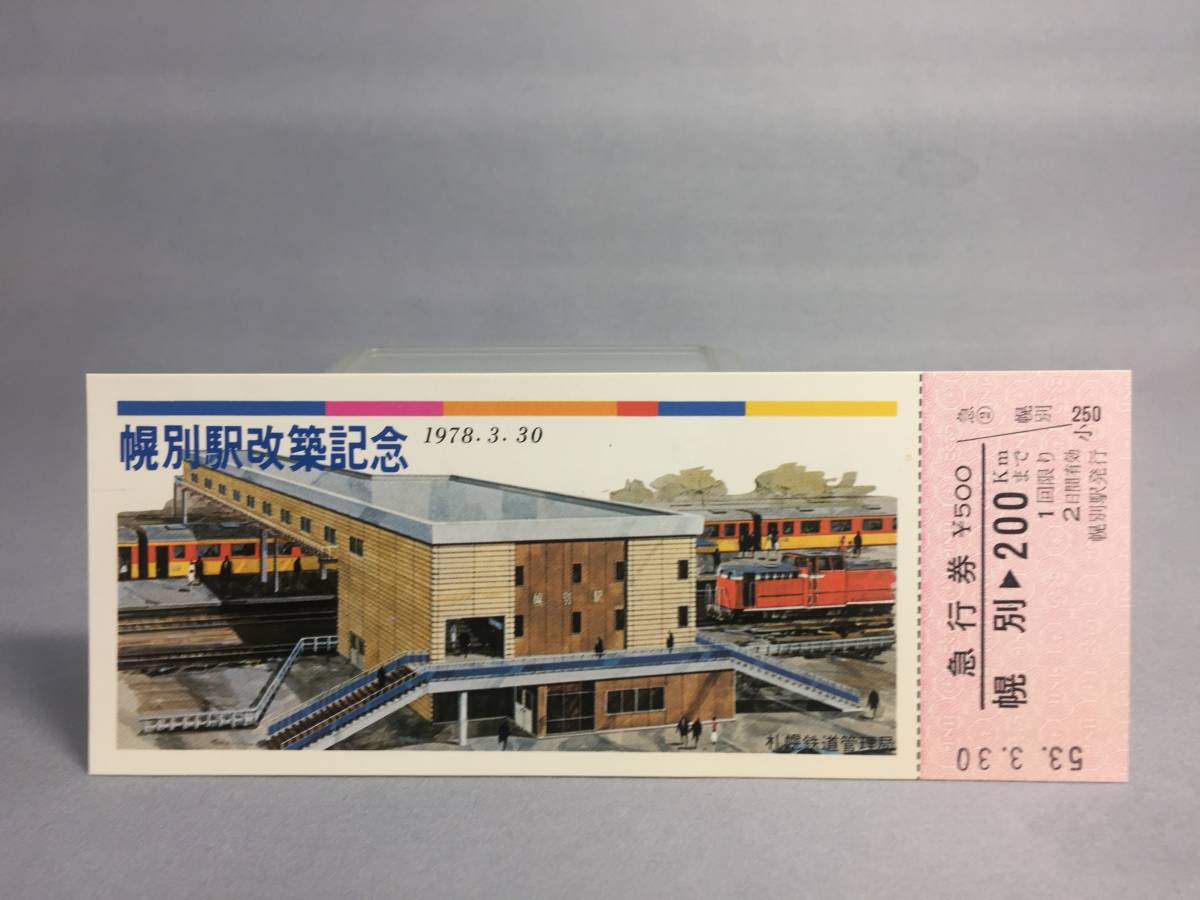 幌別駅改築記念
1978.3.30
幌別駅
札幌鉄道管理局
急行券 ¥500
幌別▶200Kmまで
1回限り
2日間有効
幌別駅発行
急②
幌別
小 250
53.3.30